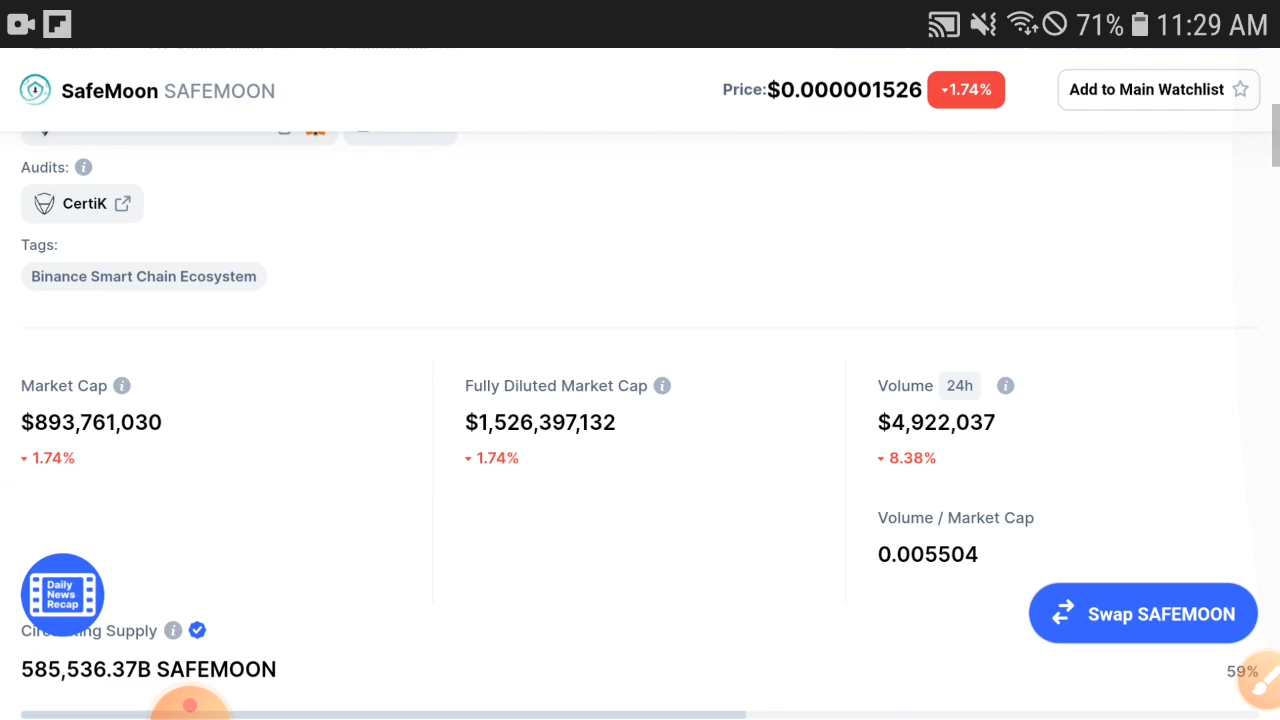 71% 11:29 AM
SafeMoon SAFEMOON
Price: $0.000001526 1.74%
Add to Main Watchlist
Audits:
CertiK
Tags:
Binance Smart Chain Ecosystem
Market Cap
$893,761,030
1.74%
Fully Diluted Market Cap
$1,526,397,132
1.74%
Volume 24h
$4,922,037
8.38%
Volume / Market Cap
0.005504
Daily
News
Recap
Swap SAFEMOON
Supply
585,536.37B SAFEMOON
59%